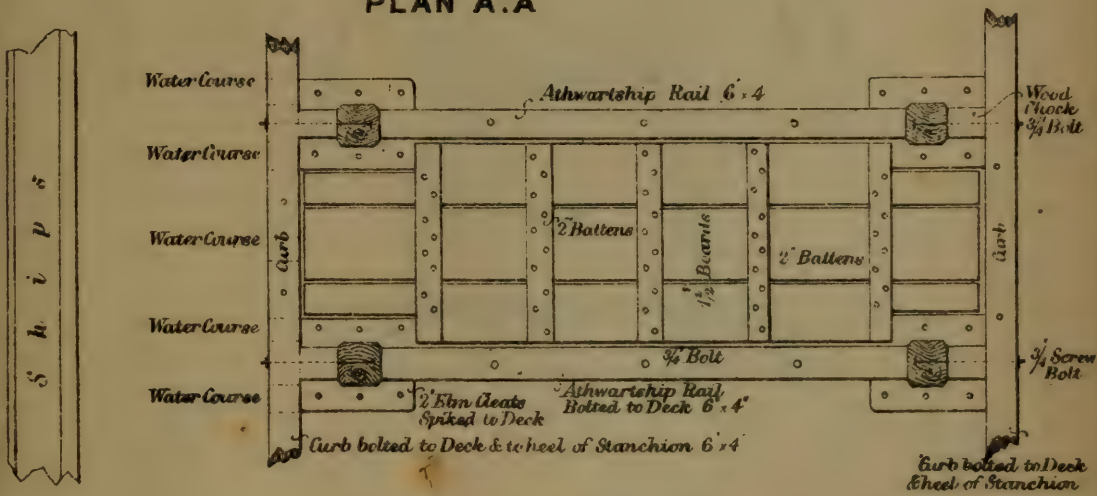 PLAN A.A
Water Course
Athwartship Rail 6" × 4
Wood
Chock
3/4" Bolt
Water Course
Ships
Water Course
Curb
2" Battens
1 1/2" Boards
2" Battens
Curb
Water Course
3/4" Bolt
3/4" Screw
Bolt
Water Course
2" Elm Cleats
Spiked to Deck
Athwartship Rail
Bolted to Deck 6" × 4"
Curb bolted to Deck & to heel of Stanchion 6" × 4"
Curb bolted to Deck
& heel of Stanchion